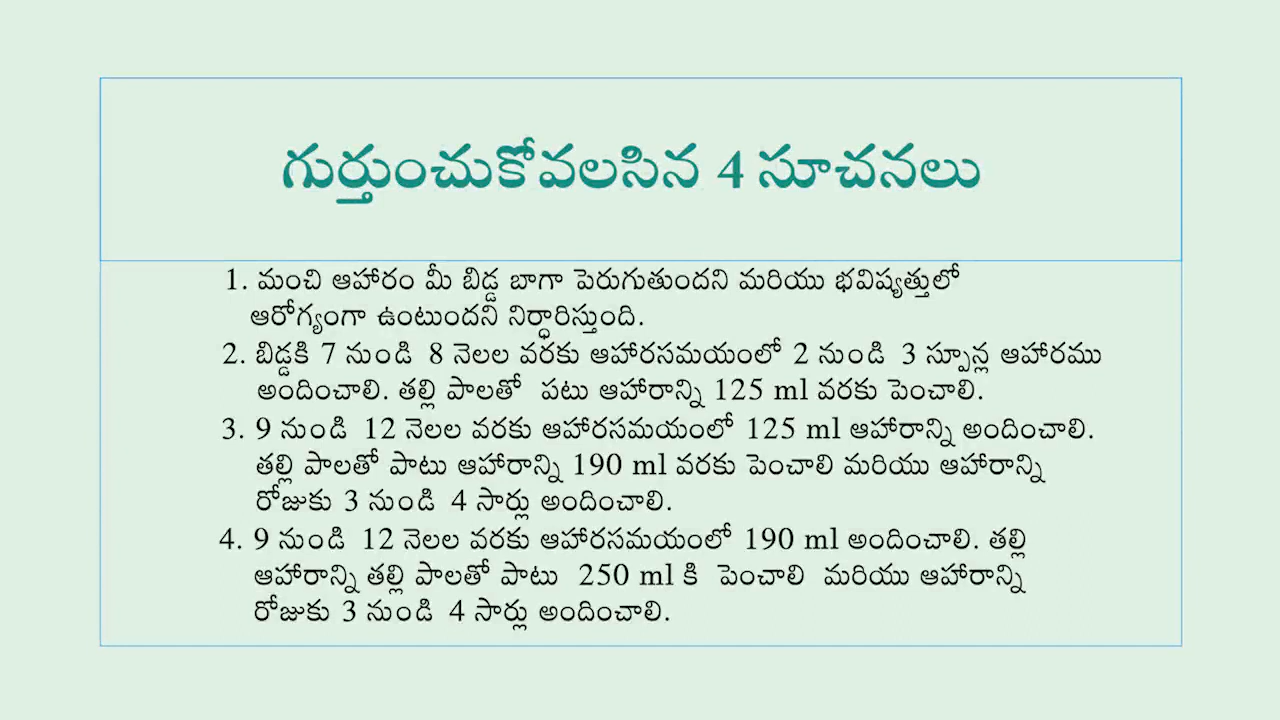 గుర్తుంచుకోవలసిన 4 సూచనలు
1. మంచి ఆహారం మీ బిడ్డ బాగా పెరుగుతుందని మరియు భవిష్యత్తులో
ఆరోగ్యంగా ఉంటుందని నిర్ధారిస్తుంది.
2. బిడ్డకి 7 నుండి 8 నెలల వరకు ఆహారసమయంలో 2 నుండి 3 స్పూన్ల ఆహారము
అందించాలి. తల్లి పాలతో పటు ఆహారాన్ని 125 ml వరకు పెంచాలి.
3. 9 నుండి 12 నెలల వరకు ఆహారసమయంలో 125 ml ఆహారాన్ని అందించాలి.
తల్లి పాలతో పాటు ఆహారాన్ని 190 ml వరకు పెంచాలి మరియు ఆహారాన్ని
రోజుకు 3 నుండి 4 సార్లు అందించాలి.
4. 9 నుండి 12 నెలల వరకు ఆహారసమయంలో 190 ml అందించాలి. తల్లి
ఆహారాన్ని తల్లి పాలతో పాటు 250 ml కి పెంచాలి మరియు ఆహారాన్ని
రోజుకు 3 నుండి 4 సార్లు అందించాలి.